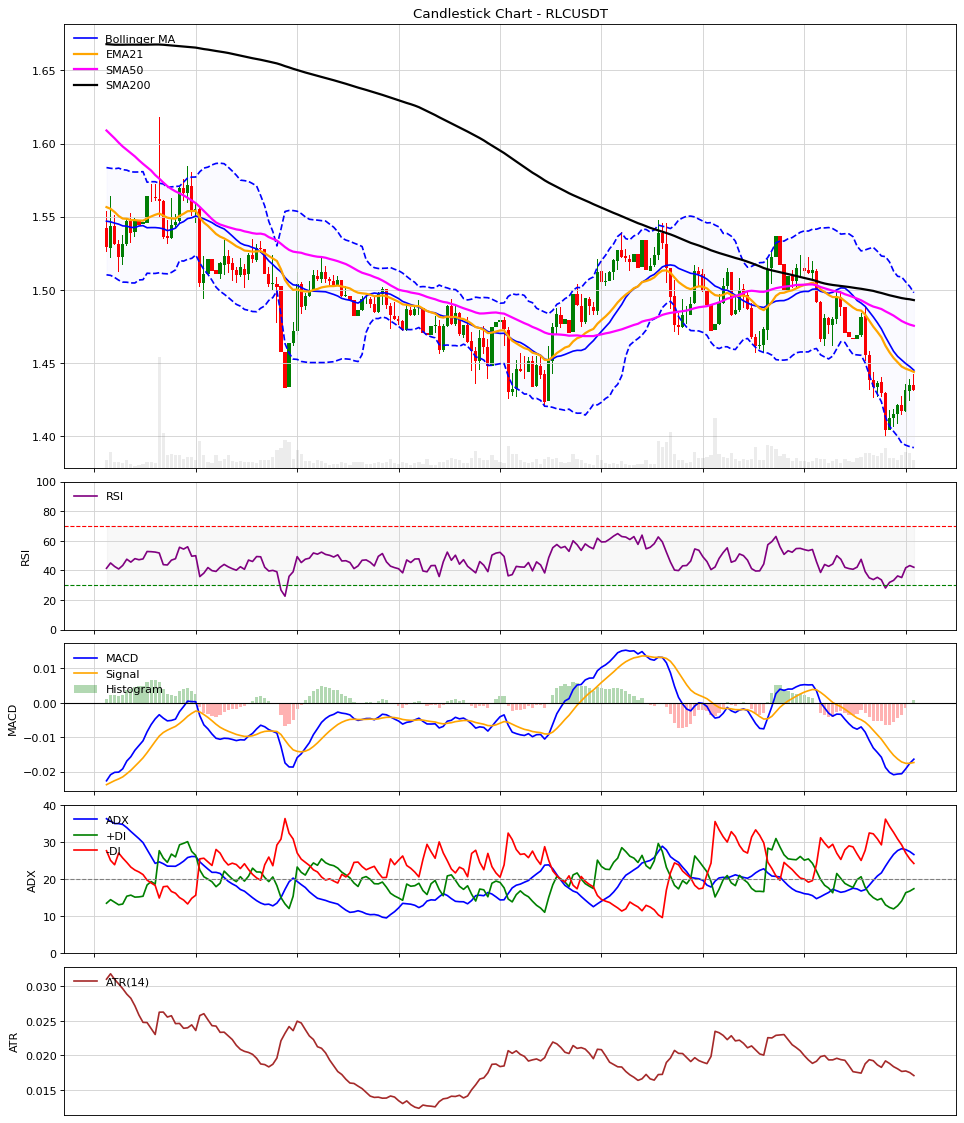 Candlestick Chart - RLCUSDT
Bollinger MA
EMA21
SMA50
SMA200
1.65
1.60
1.55
1.50
1.45
1.40
RSI
100
80
60
40
20
0
RSI
MACD
Signal
Histogram
0.01
0.00
−0.01
−0.02
MACD
ADX
+DI
-DI
40
30
20
10
0
ADX
ATR(14)
0.030
0.025
0.020
0.015
ATR